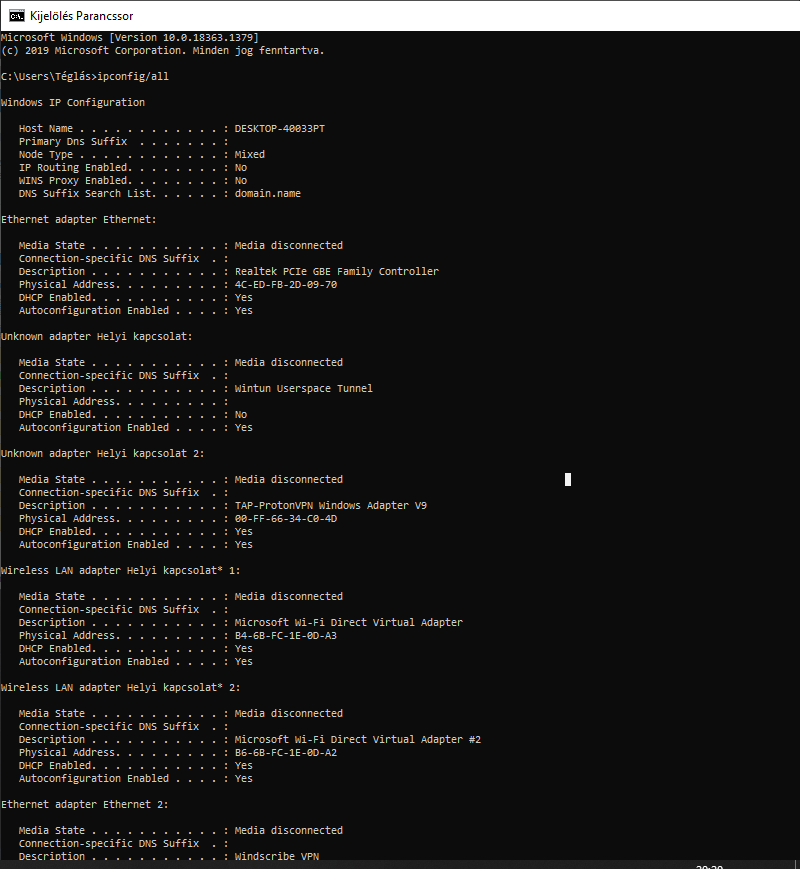 Kijelölés Parancssor
Microsoft Windows [Version 10.0.18363.1379]
(c) 2019 Microsoft Corporation. Minden jog fenntartva.
C:\Users\Téglás>ipconfig/all
Windows IP Configuration
Host Name . . . . . . . . . . . . : DESKTOP-40033PT
Primary Dns Suffix  . . . . . . . :
Node Type . . . . . . . . . . . . : Mixed
IP Routing Enabled. . . . . . . . : No
WINS Proxy Enabled. . . . . . . . : No
DNS Suffix Search List. . . . . . : domain.name
Ethernet adapter Ethernet:
Media State . . . . . . . . . . . : Media disconnected
Connection-specific DNS Suffix  . :
Description . . . . . . . . . . . : Realtek PCIe GBE Family Controller
Physical Address. . . . . . . . . : 4C-ED-FB-2D-09-70
DHCP Enabled. . . . . . . . . . . : Yes
Autoconfiguration Enabled . . . . : Yes
Unknown adapter Helyi kapcsolat:
Media State . . . . . . . . . . . : Media disconnected
Connection-specific DNS Suffix  . :
Description . . . . . . . . . . . : Wintun Userspace Tunnel
Physical Address. . . . . . . . . :
DHCP Enabled. . . . . . . . . . . : No
Autoconfiguration Enabled . . . . : Yes
Unknown adapter Helyi kapcsolat 2:
Media State . . . . . . . . . . . : Media disconnected
Connection-specific DNS Suffix  . :
Description . . . . . . . . . . . : TAP-ProtonVPN Windows Adapter V9
Physical Address. . . . . . . . . : 00-FF-66-34-C0-4D
DHCP Enabled. . . . . . . . . . . : Yes
Autoconfiguration Enabled . . . . : Yes
Wireless LAN adapter Helyi kapcsolat* 1:
Media State . . . . . . . . . . . : Media disconnected
Connection-specific DNS Suffix  . :
Description . . . . . . . . . . . : Microsoft Wi-Fi Direct Virtual Adapter
Physical Address. . . . . . . . . : B4-6B-FC-1E-0D-A3
DHCP Enabled. . . . . . . . . . . : Yes
Autoconfiguration Enabled . . . . : Yes
Wireless LAN adapter Helyi kapcsolat* 2:
Media State . . . . . . . . . . . : Media disconnected
Connection-specific DNS Suffix  . :
Description . . . . . . . . . . . : Microsoft Wi-Fi Direct Virtual Adapter #2
Physical Address. . . . . . . . . : B6-6B-FC-1E-0D-A2
DHCP Enabled. . . . . . . . . . . : Yes
Autoconfiguration Enabled . . . . : Yes
Ethernet adapter Ethernet 2:
Media State . . . . . . . . . . . : Media disconnected
Connection-specific DNS Suffix  . :
Description . . . . . . . . . . . : Windscribe VPN